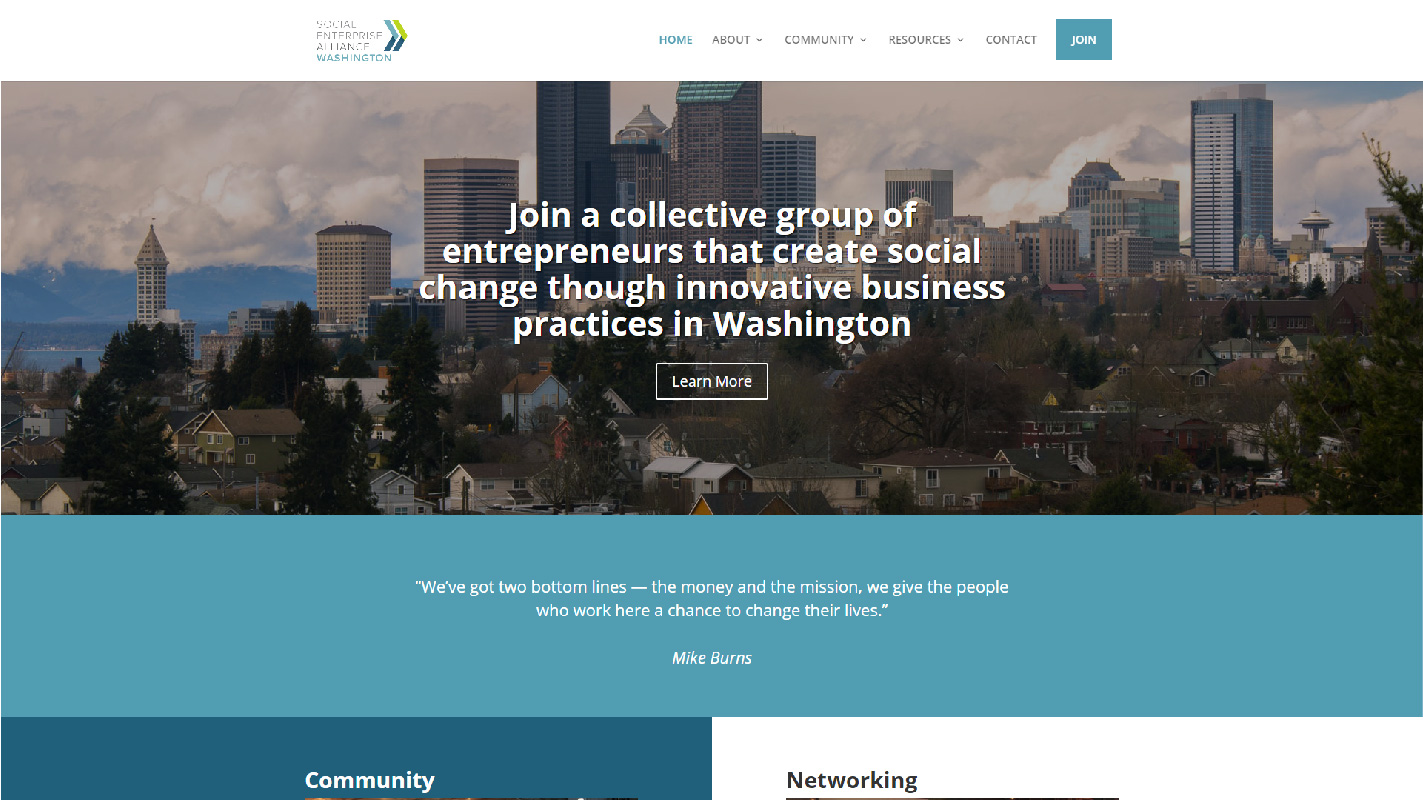 SOCIAL
ENTERPRISE
ALLIANCE
WASHINGTON
HOME ABOUT COMMUNITY RESOURCES CONTACT JOIN
Join a collective group of
entrepreneurs that create social
change though innovative business
practices in Washington
Learn More
"We've got two bottom lines — the money and the mission, we give the people
who work here a chance to change their lives."
Mike Burns
Community
Networking